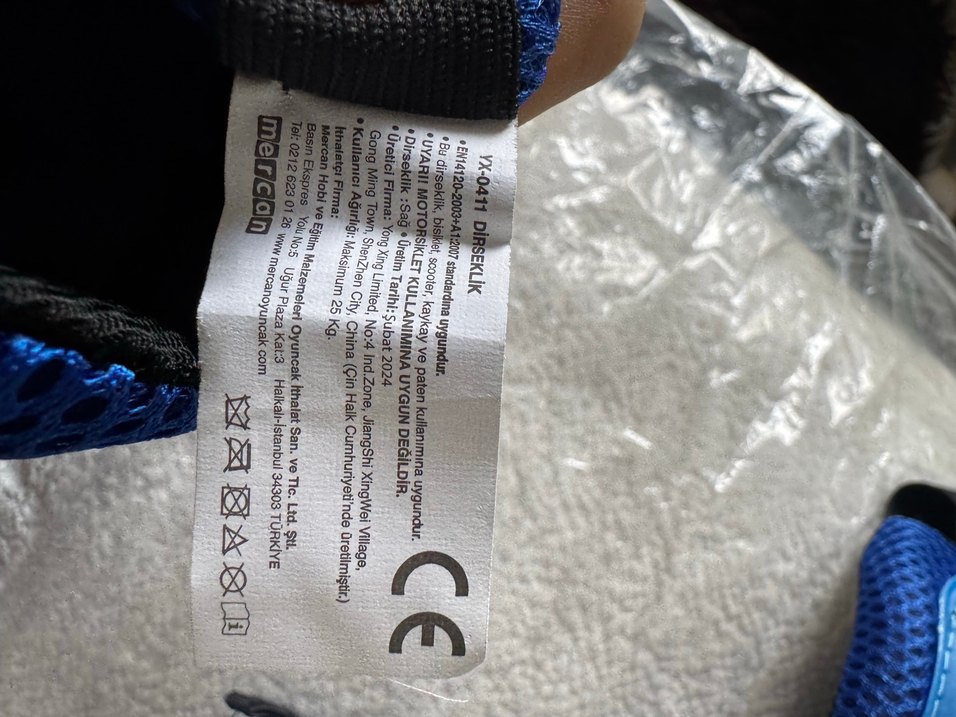 YX-0411 DİRSEKLİK
•EN14120-2003+A1:2007 standardına uygundur.
•Bu dirseklik, bisiklet, scooter, kaykay ve paten kullanımına uygundur.
•UYARI! MOTORSİKLET KULLANIMINA UYGUN DEĞİLDİR.
•Dirseklik :Sağ •Üretim Tarihi:Şubat 2024
•Üretici Firma: Yong Xing Limited, No:4 Ind.Zone, JiangShi XingWei Village,
Gong Ming Town, ShenZhen City, China (Çin Halk Cumhuriyeti'nde üretilmiştir.)
•Kullanıcı Ağırlığı: Maksimum 25 Kg.
İthalatçı Firma:
Mercan Hobi ve Eğitim Malzemeleri Oyuncak İthalat San. ve Tic. Ltd. Şti.
Basın Ekspres Yolu No:5 Uğur Plaza Kat:3 Halkalı-İstanbul 34303 TÜRKİYE
Tel: 0212 623 01 26 www.mercanoyuncak.com
mercan
CE